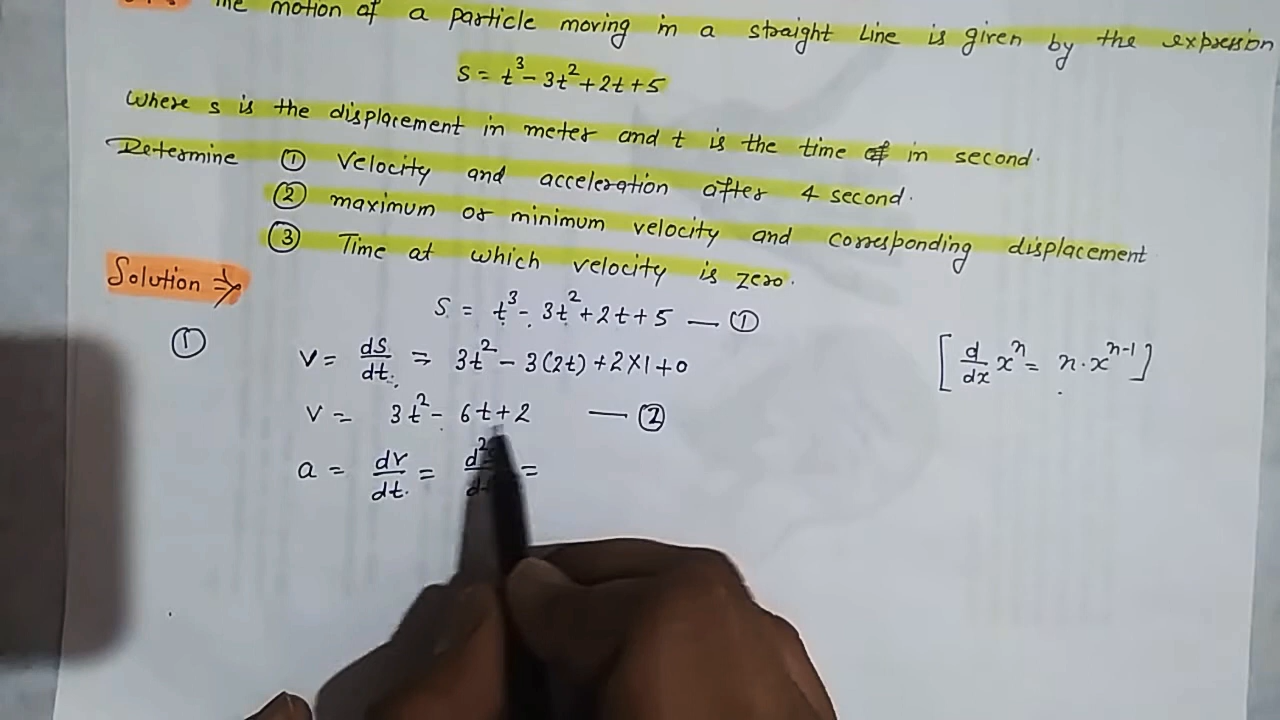 The motion of a particle moving in a straight line is given by the expression
S = t³ - 3t² + 2t + 5
Where s is the displacement in meter and t is the time of in second.
Determine ① Velocity and acceleration after 4 second.
② maximum or minimum velocity and corresponding displacement
③ Time at which velocity is zero.
Solution ⇒
S = t³ - 3t² + 2t + 5 — ①
①
V = dS/dt ⇒ 3t² - 3(2t) + 2×1 + 0
[d/dx xⁿ = n·xⁿ⁻¹]
V = 3t² - 6t + 2 — ②
a = dv/dt =
=